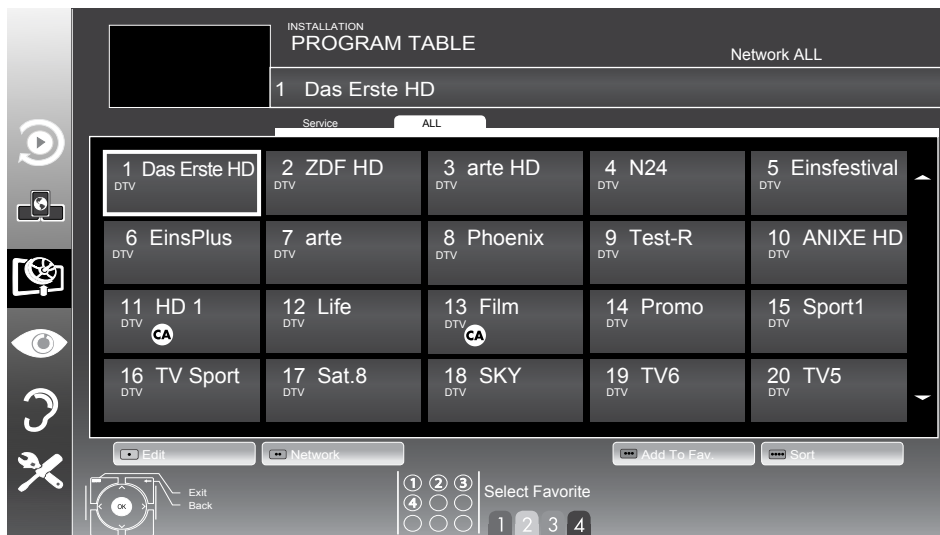 INSTALLATION
PROGRAM TABLE
Network ALL
1 Das Erste HD
Service ALL
1 Das Erste HD
DTV
2 ZDF HD
DTV
3 arte HD
DTV
4 N24
DTV
5 Einsfestival
DTV
6 EinsPlus
DTV
7 arte
DTV
8 Phoenix
DTV
9 Test-R
DTV
10 ANIXE HD
DTV
11 HD 1
DTV
CA
12 Life
DTV
13 Film
DTV
CA
14 Promo
DTV
15 Sport1
DTV
16 TV Sport
DTV
17 Sat.8
DTV
18 SKY
DTV
19 TV6
DTV
20 TV5
DTV
Edit
Network
Add To Fav.
Sort
OK
Exit
Back
1 2 3
4
Select Favorite
1 2 3 4